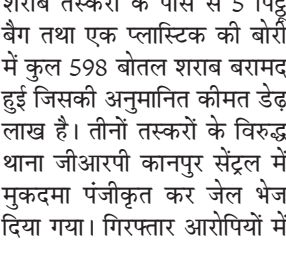 शराब तस्करों के पास से 5 पिट्ठू
बैग तथा एक प्लास्टिक की बोरी
में कुल 598 बोतल शराब बरामद
हुई जिसकी अनुमानित कीमत डेढ़
लाख है। तीनों तस्करों के विरुद्ध
थाना जीआरपी कानपुर सेंट्रल में
मुकदमा पंजीकृत कर जेल भेज
दिया गया। गिरफ्तार आरोपियों में